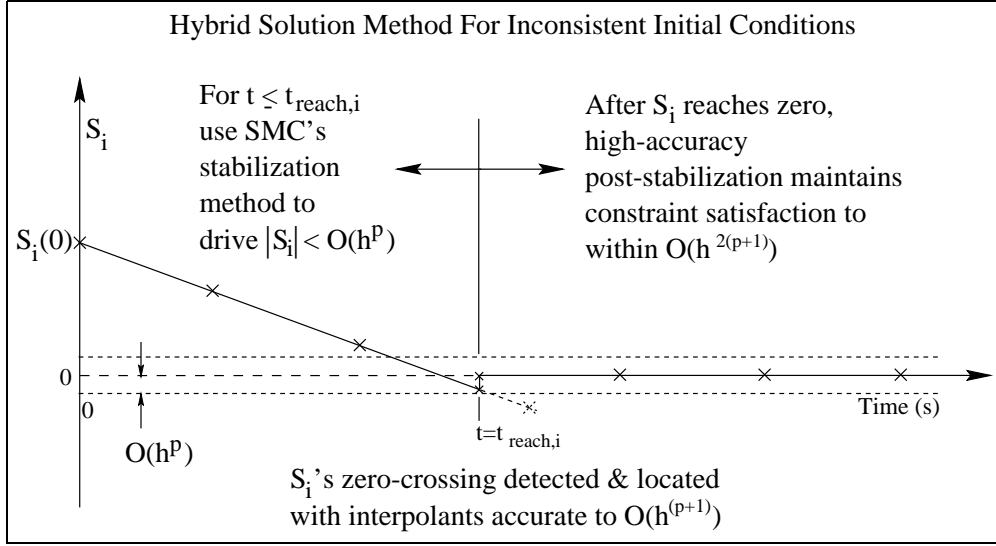 Hybrid Solution Method For Inconsistent Initial Conditions
For t ≤ t_reach,i
use SMC's
stabilization
method to
drive |S_i| < O(h^p)
After S_i reaches zero,
high-accuracy
post-stabilization maintains
constraint satisfaction to
within O(h^2(p+1))
S_i
S_i(0)
0
0
Time (s)
t=t_reach,i
O(h^p)
S_i's zero-crossing detected & located
with interpolants accurate to O(h^(p+1))